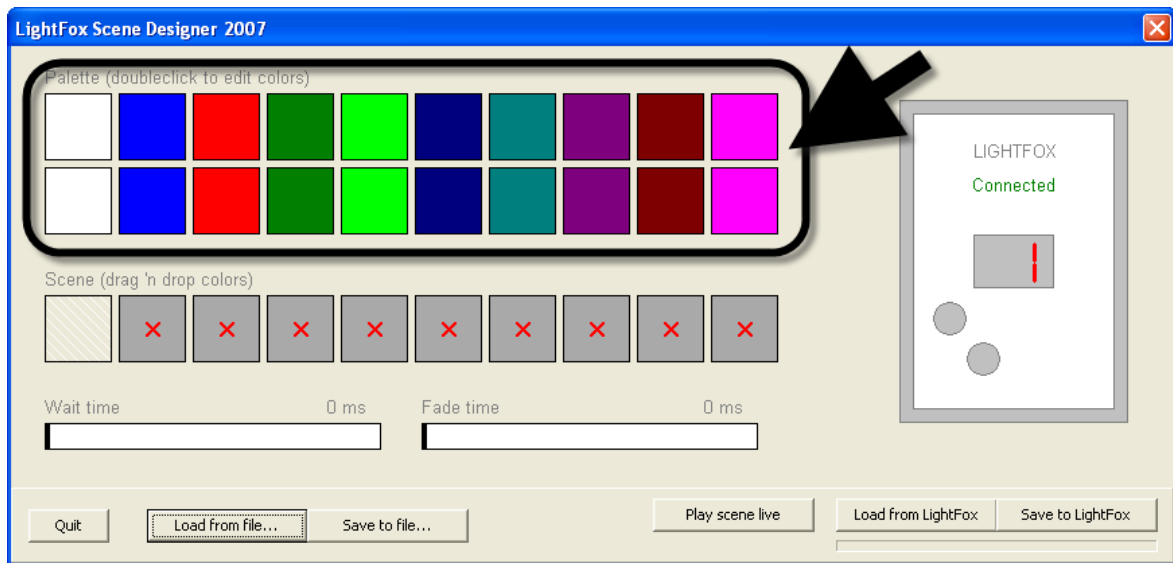 LightFox Scene Designer 2007
Palette (doubleclick to edit colors)
LIGHTFOX
Connected
1
Scene (drag 'n drop colors)
Wait time 0 ms Fade time 0 ms
Quit Load from file... Save to file... Play scene live Load from LightFox Save to LightFox